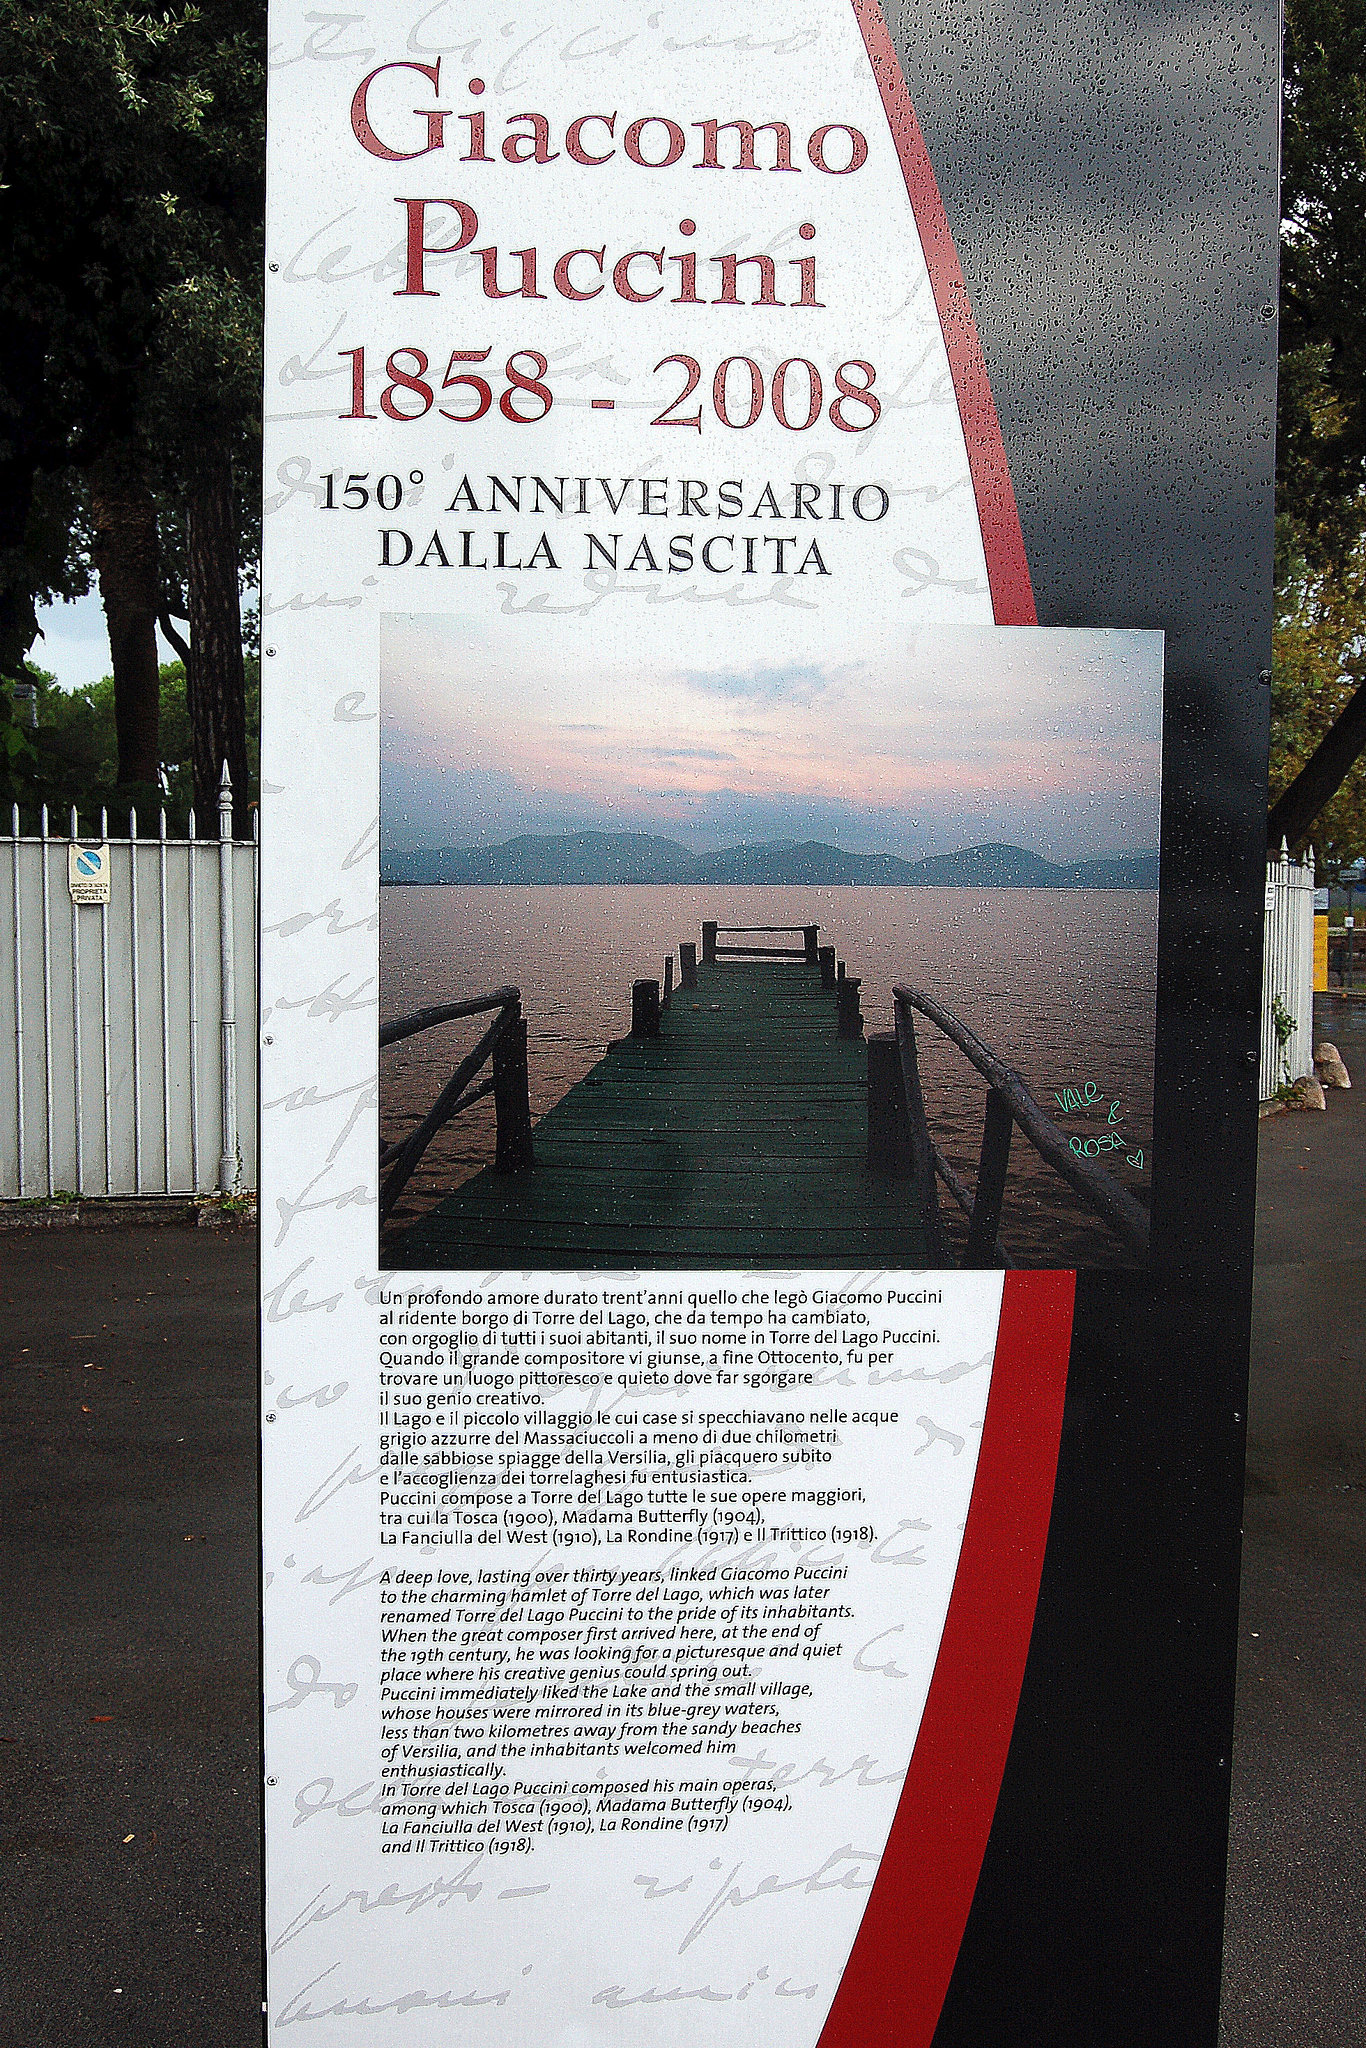 Giacomo
Puccini
1858 - 2008
150° ANNIVERSARIO
DALLA NASCITA
PROPRIETA
PRIVATA
VALE
&
ROSA
Un profondo amore durato trent'anni quello che legò Giacomo Puccini
al ridente borgo di Torre del Lago, che da tempo ha cambiato,
con orgoglio di tutti i suoi abitanti, il suo nome in Torre del Lago Puccini.
Quando il grande compositore vi giunse, a fine Ottocento, fu per
trovare un luogo pittoresco e quieto dove far sgorgare
il suo genio creativo.
Il Lago e il piccolo villaggio le cui case si specchiavano nelle acque
grigio azzurre del Massaciuccoli a meno di due chilometri
dalle sabbiose spiagge della Versilia, gli piacquero subito
e l'accoglienza dei torrelaghesi fu entusiastica.
Puccini compose a Torre del Lago tutte le sue opere maggiori,
tra cui la Tosca (1900), Madama Butterfly (1904),
La Fanciulla del West (1910), La Rondine (1917) e Il Trittico (1918).
A deep love, lasting over thirty years, linked Giacomo Puccini
to the charming hamlet of Torre del Lago, which was later
renamed Torre del Lago Puccini to the pride of its inhabitants.
When the great composer first arrived here, at the end of
the 19th century, he was looking for a picturesque and quiet
place where his creative genius could spring out.
Puccini immediately liked the Lake and the small village,
whose houses were mirrored in its blue-grey waters,
less than two kilometres away from the sandy beaches
of Versilia, and the inhabitants welcomed him
enthusiastically.
In Torre del Lago Puccini composed his main operas,
among which Tosca (1900), Madama Butterfly (1904),
La Fanciulla del West (1910), La Rondine (1917)
and Il Trittico (1918).